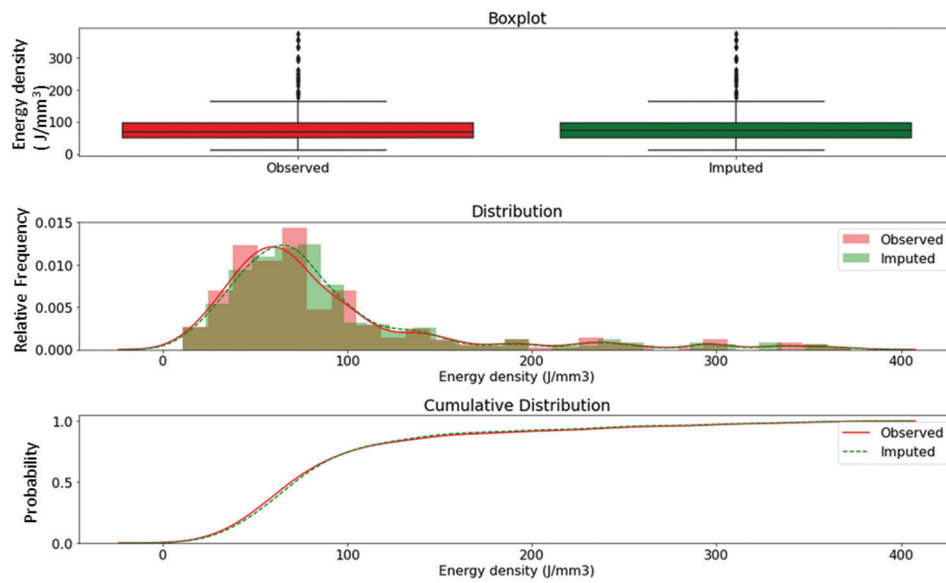 Boxplot
Energy density
( J/mm³)
300
200
100
0
Observed
Imputed
Distribution
Relative Frequency
0.015
0.010
0.005
0.000
Observed
Imputed
0
100
200
300
400
Energy density (J/mm3)
Cumulative Distribution
Probability
1.0
0.5
0.0
Observed
Imputed
0
100
200
300
400
Energy density (J/mm3)